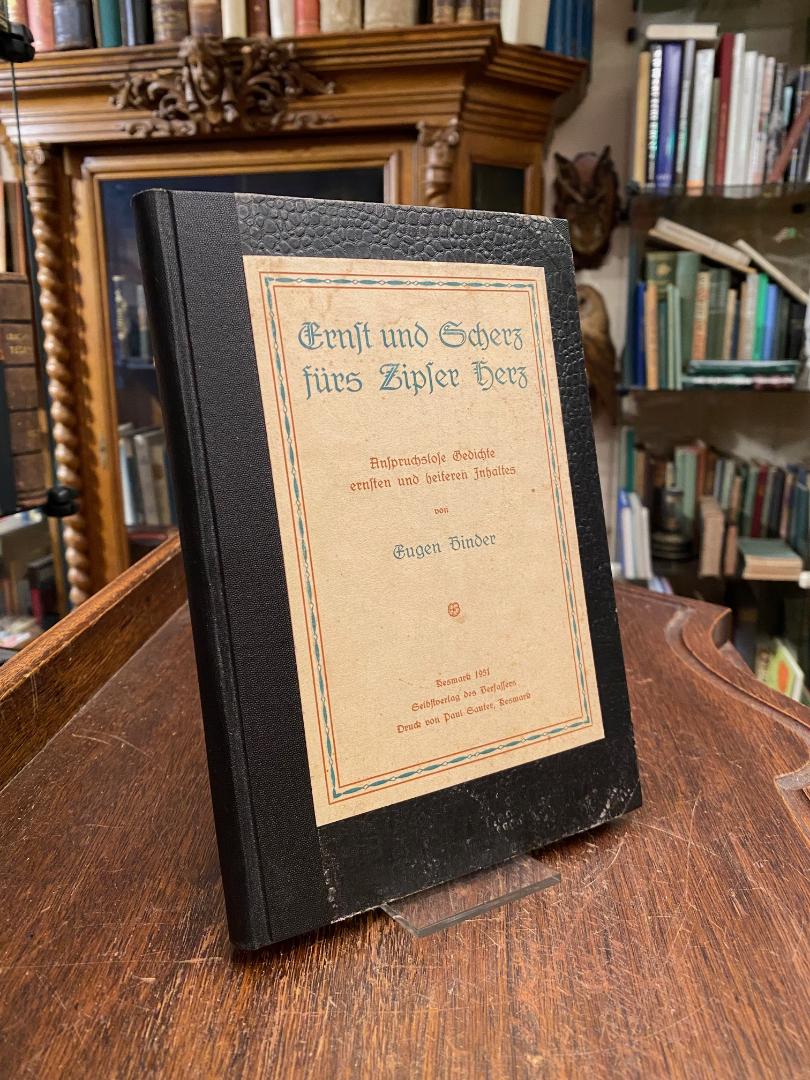 Ernst und Scherz
fürs Zipser Herz
Anspruchslose Gedichte
ernsten und heiteren Inhaltes
von
Eugen Binder
Kesmark 1931
Selbstverlag des Verfassers
Druck von Paul Sauter, Kesmark